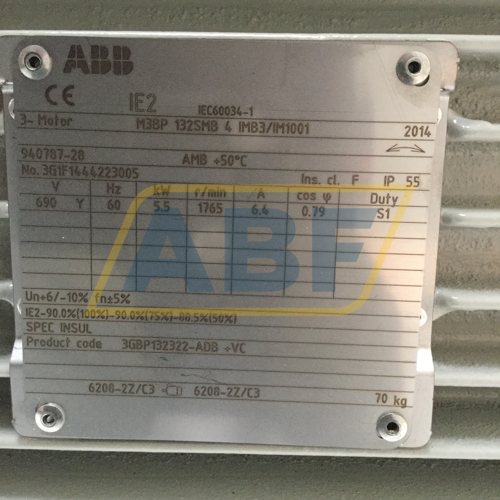 ABB
CE IE2 IEC60034-1
3~ Motor M3BP 132SMB 4 IMB3/IM1001 2014
940787-28 AMB +50°C
No. 3G1F1444223005 Ins. cl. F IP 55
V Hz kW r/min A cos φ Duty
690 Y 60 5.5 1765 6.4 0.79 S1
ABF
Un+6/-10% fn±5%
IE2-90.0%(100%)-90.0%(75%)-88.5%(50%)
SPEC INSUL
Product code 3GBP132322-ADB +VC
6208-2Z/C3 6208-2Z/C3 70 kg